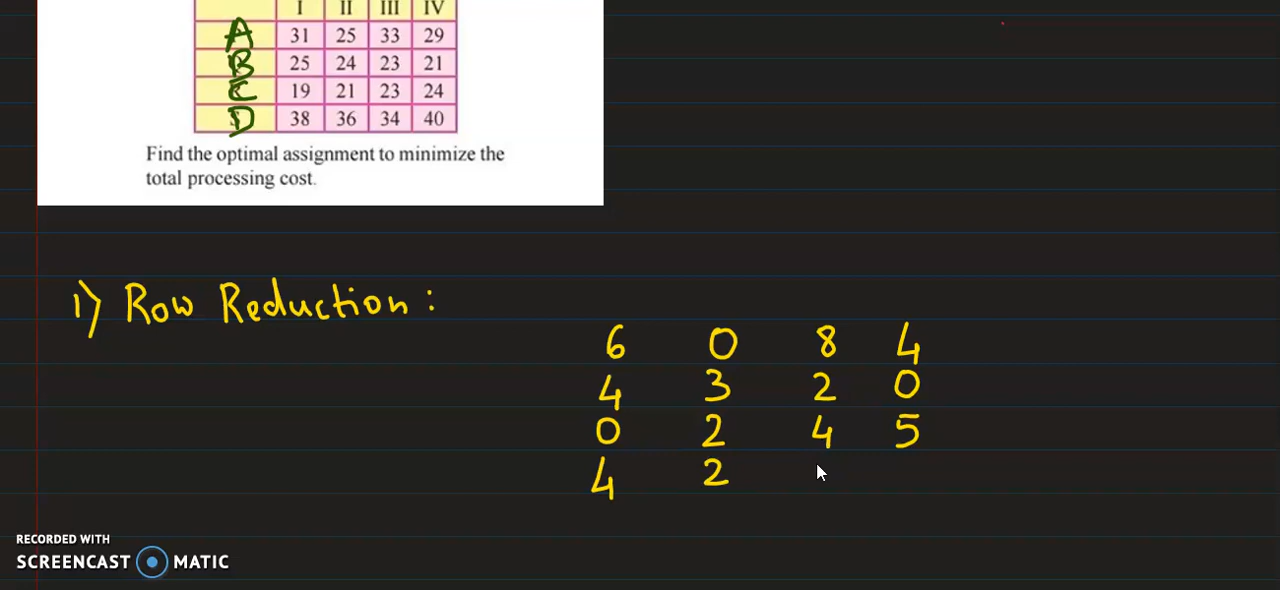 I II III IV
A 31 25 33 29
B 25 24 23 21
C 19 21 23 24
D 38 36 34 40
Find the optimal assignment to minimize the
total processing cost.
1) Row Reduction :
6 0 8 4
4 3 2 0
0 2 4 5
4 2
RECORDED WITH
SCREENCAST MATIC